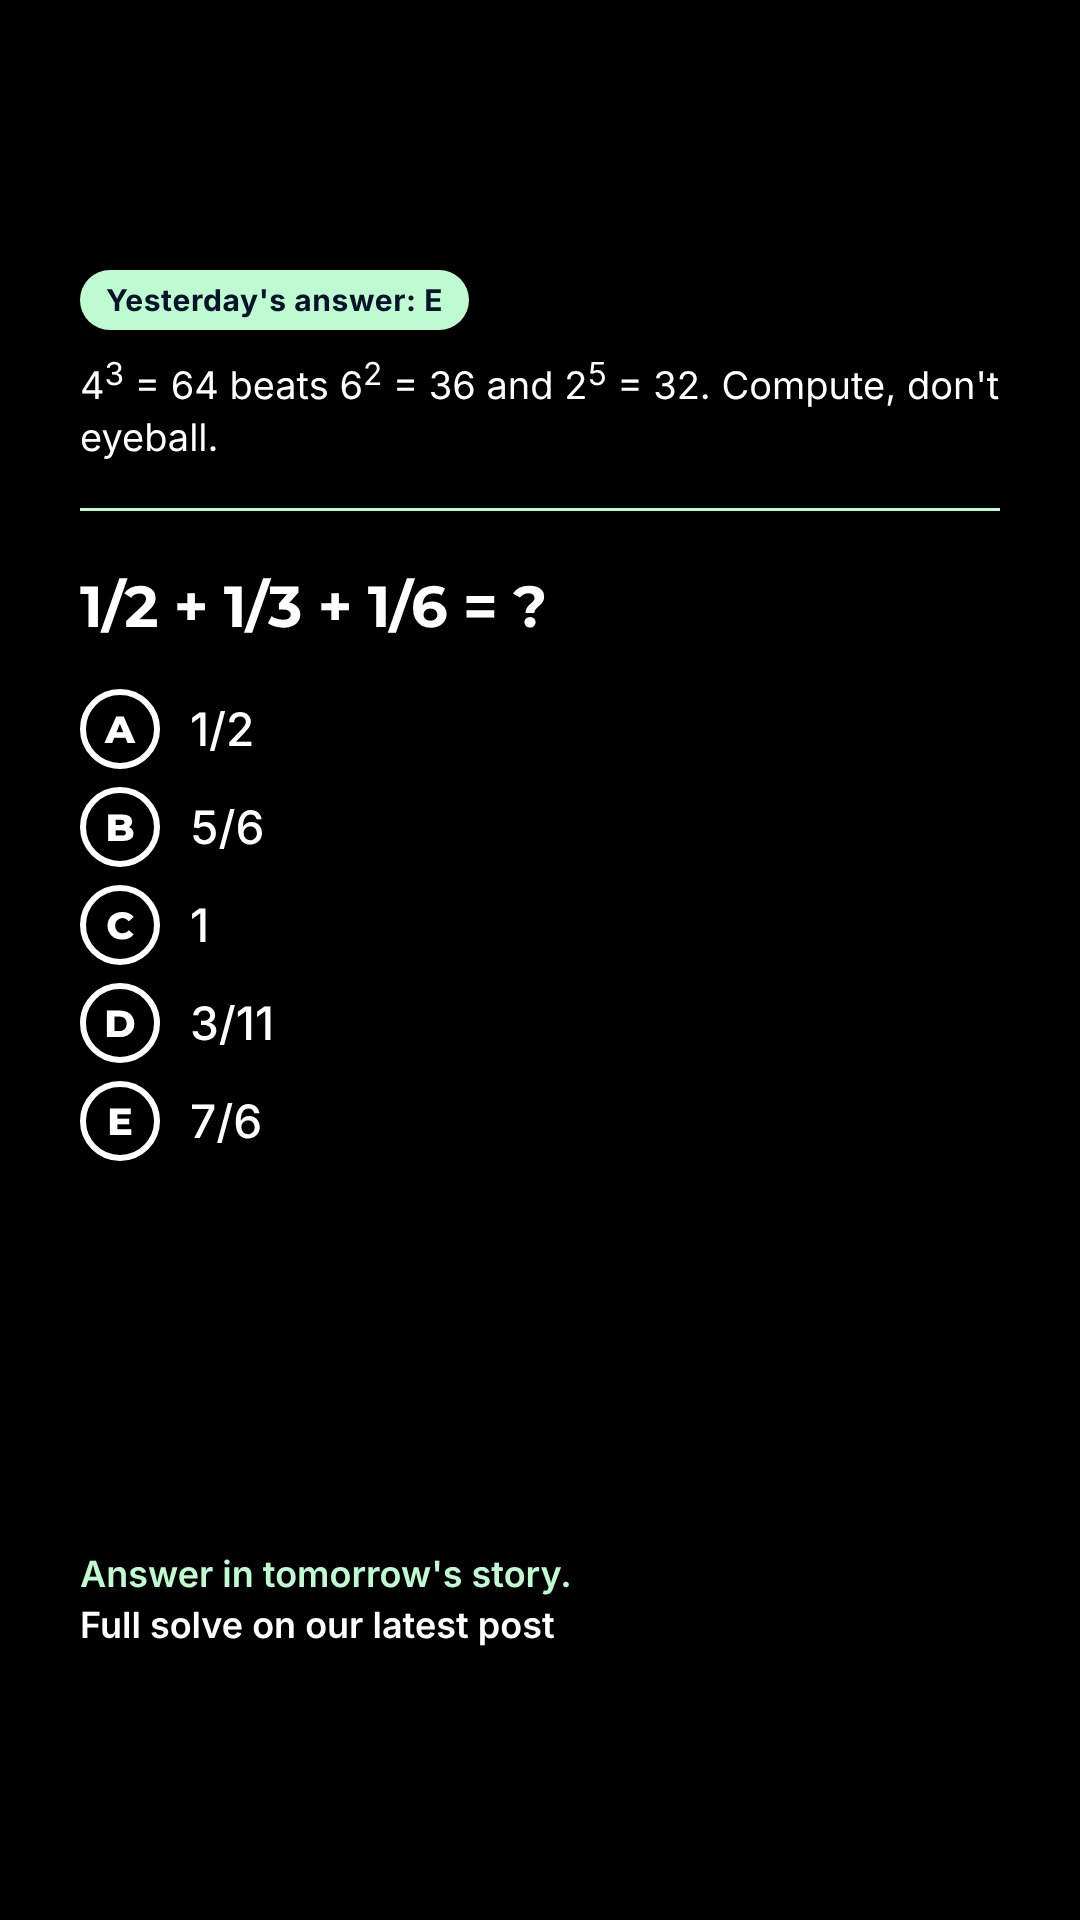 Yesterday's answer: E
4³ = 64 beats 6² = 36 and 2⁵ = 32. Compute, don't
eyeball.
1/2 + 1/3 + 1/6 = ?
A 1/2
B 5/6
C 1
D 3/11
E 7/6
Answer in tomorrow's story.
Full solve on our latest post